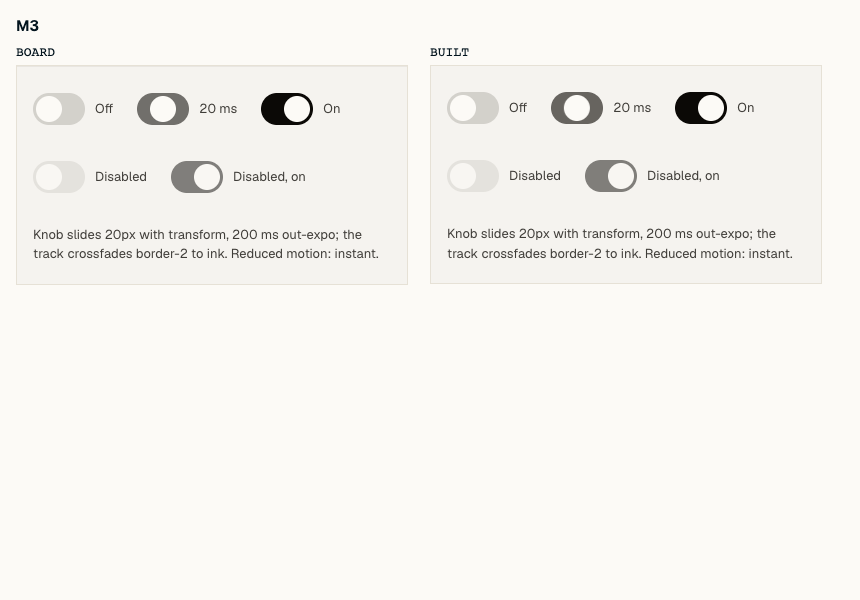 M3
BOARD
Off 20 ms On
Disabled Disabled, on
Knob slides 20px with transform, 200 ms out-expo; the
track crossfades border-2 to ink. Reduced motion: instant.
BUILT
Off 20 ms On
Disabled Disabled, on
Knob slides 20px with transform, 200 ms out-expo; the
track crossfades border-2 to ink. Reduced motion: instant.